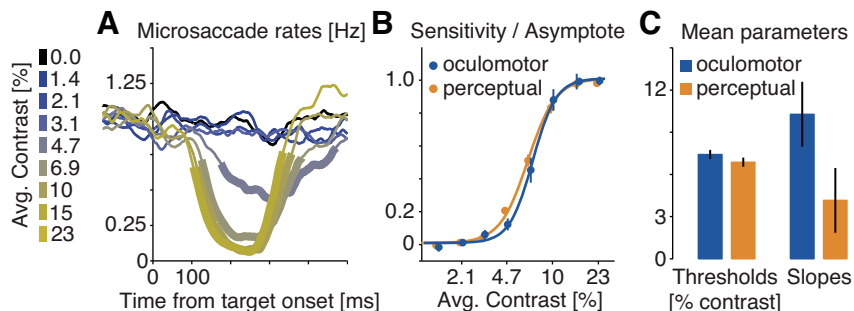 A Microsaccade rates [Hz]
Avg. Contrast [%]
0.0
1.4
2.1
3.1
4.7
6.9
10
15
23
1.25
0.25
0
0 100
Time from target onset [ms]
B Sensitivity / Asymptote
oculomotor
perceptual
1.0
0.2
0
2.1 4.7 10 23
Avg. Contrast [%]
C Mean parameters
oculomotor
perceptual
12
3
0
Thresholds Slopes
[% contrast]